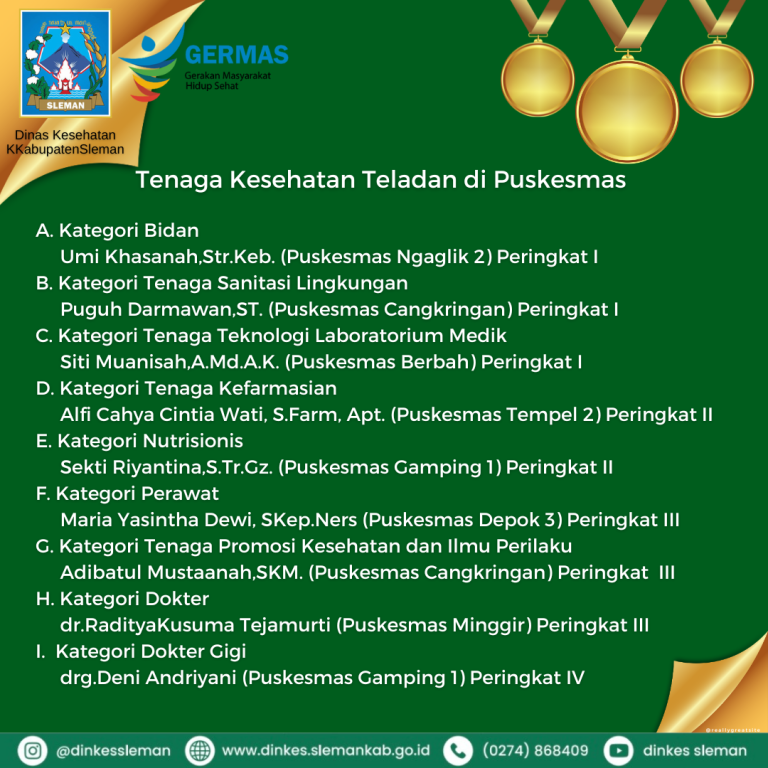 SLEMAN
GERMAS
Gerakan Masyarakat
Hidup Sehat
Dinas Kesehatan
KKabupatenSleman
Tenaga Kesehatan Teladan di Puskesmas
A. Kategori Bidan
Umi Khasanah,Str.Keb. (Puskesmas Ngaglik 2) Peringkat I
B. Kategori Tenaga Sanitasi Lingkungan
Puguh Darmawan,ST. (Puskesmas Cangkringan) Peringkat I
C. Kategori Tenaga Teknologi Laboratorium Medik
Siti Muanisah,A.Md.A.K. (Puskesmas Berbah) Peringkat I
D. Kategori Tenaga Kefarmasian
Alfi Cahya Cintia Wati, S.Farm, Apt. (Puskesmas Tempel 2) Peringkat II
E. Kategori Nutrisionis
Sekti Riyantina,S.Tr.Gz. (Puskesmas Gamping 1) Peringkat II
F. Kategori Perawat
Maria Yasintha Dewi, SKep.Ners (Puskesmas Depok 3) Peringkat III
G. Kategori Tenaga Promosi Kesehatan dan Ilmu Perilaku
Adibatul Mustaanah,SKM. (Puskesmas Cangkringan) Peringkat III
H. Kategori Dokter
dr.RadityaKusuma Tejamurti (Puskesmas Minggir) Peringkat III
I. Kategori Dokter Gigi
drg.Deni Andriyani (Puskesmas Gamping 1) Peringkat IV
@reallygreatsite
@dinkessleman www.dinkes.slemankab.go.id (0274) 868409 dinkes sleman